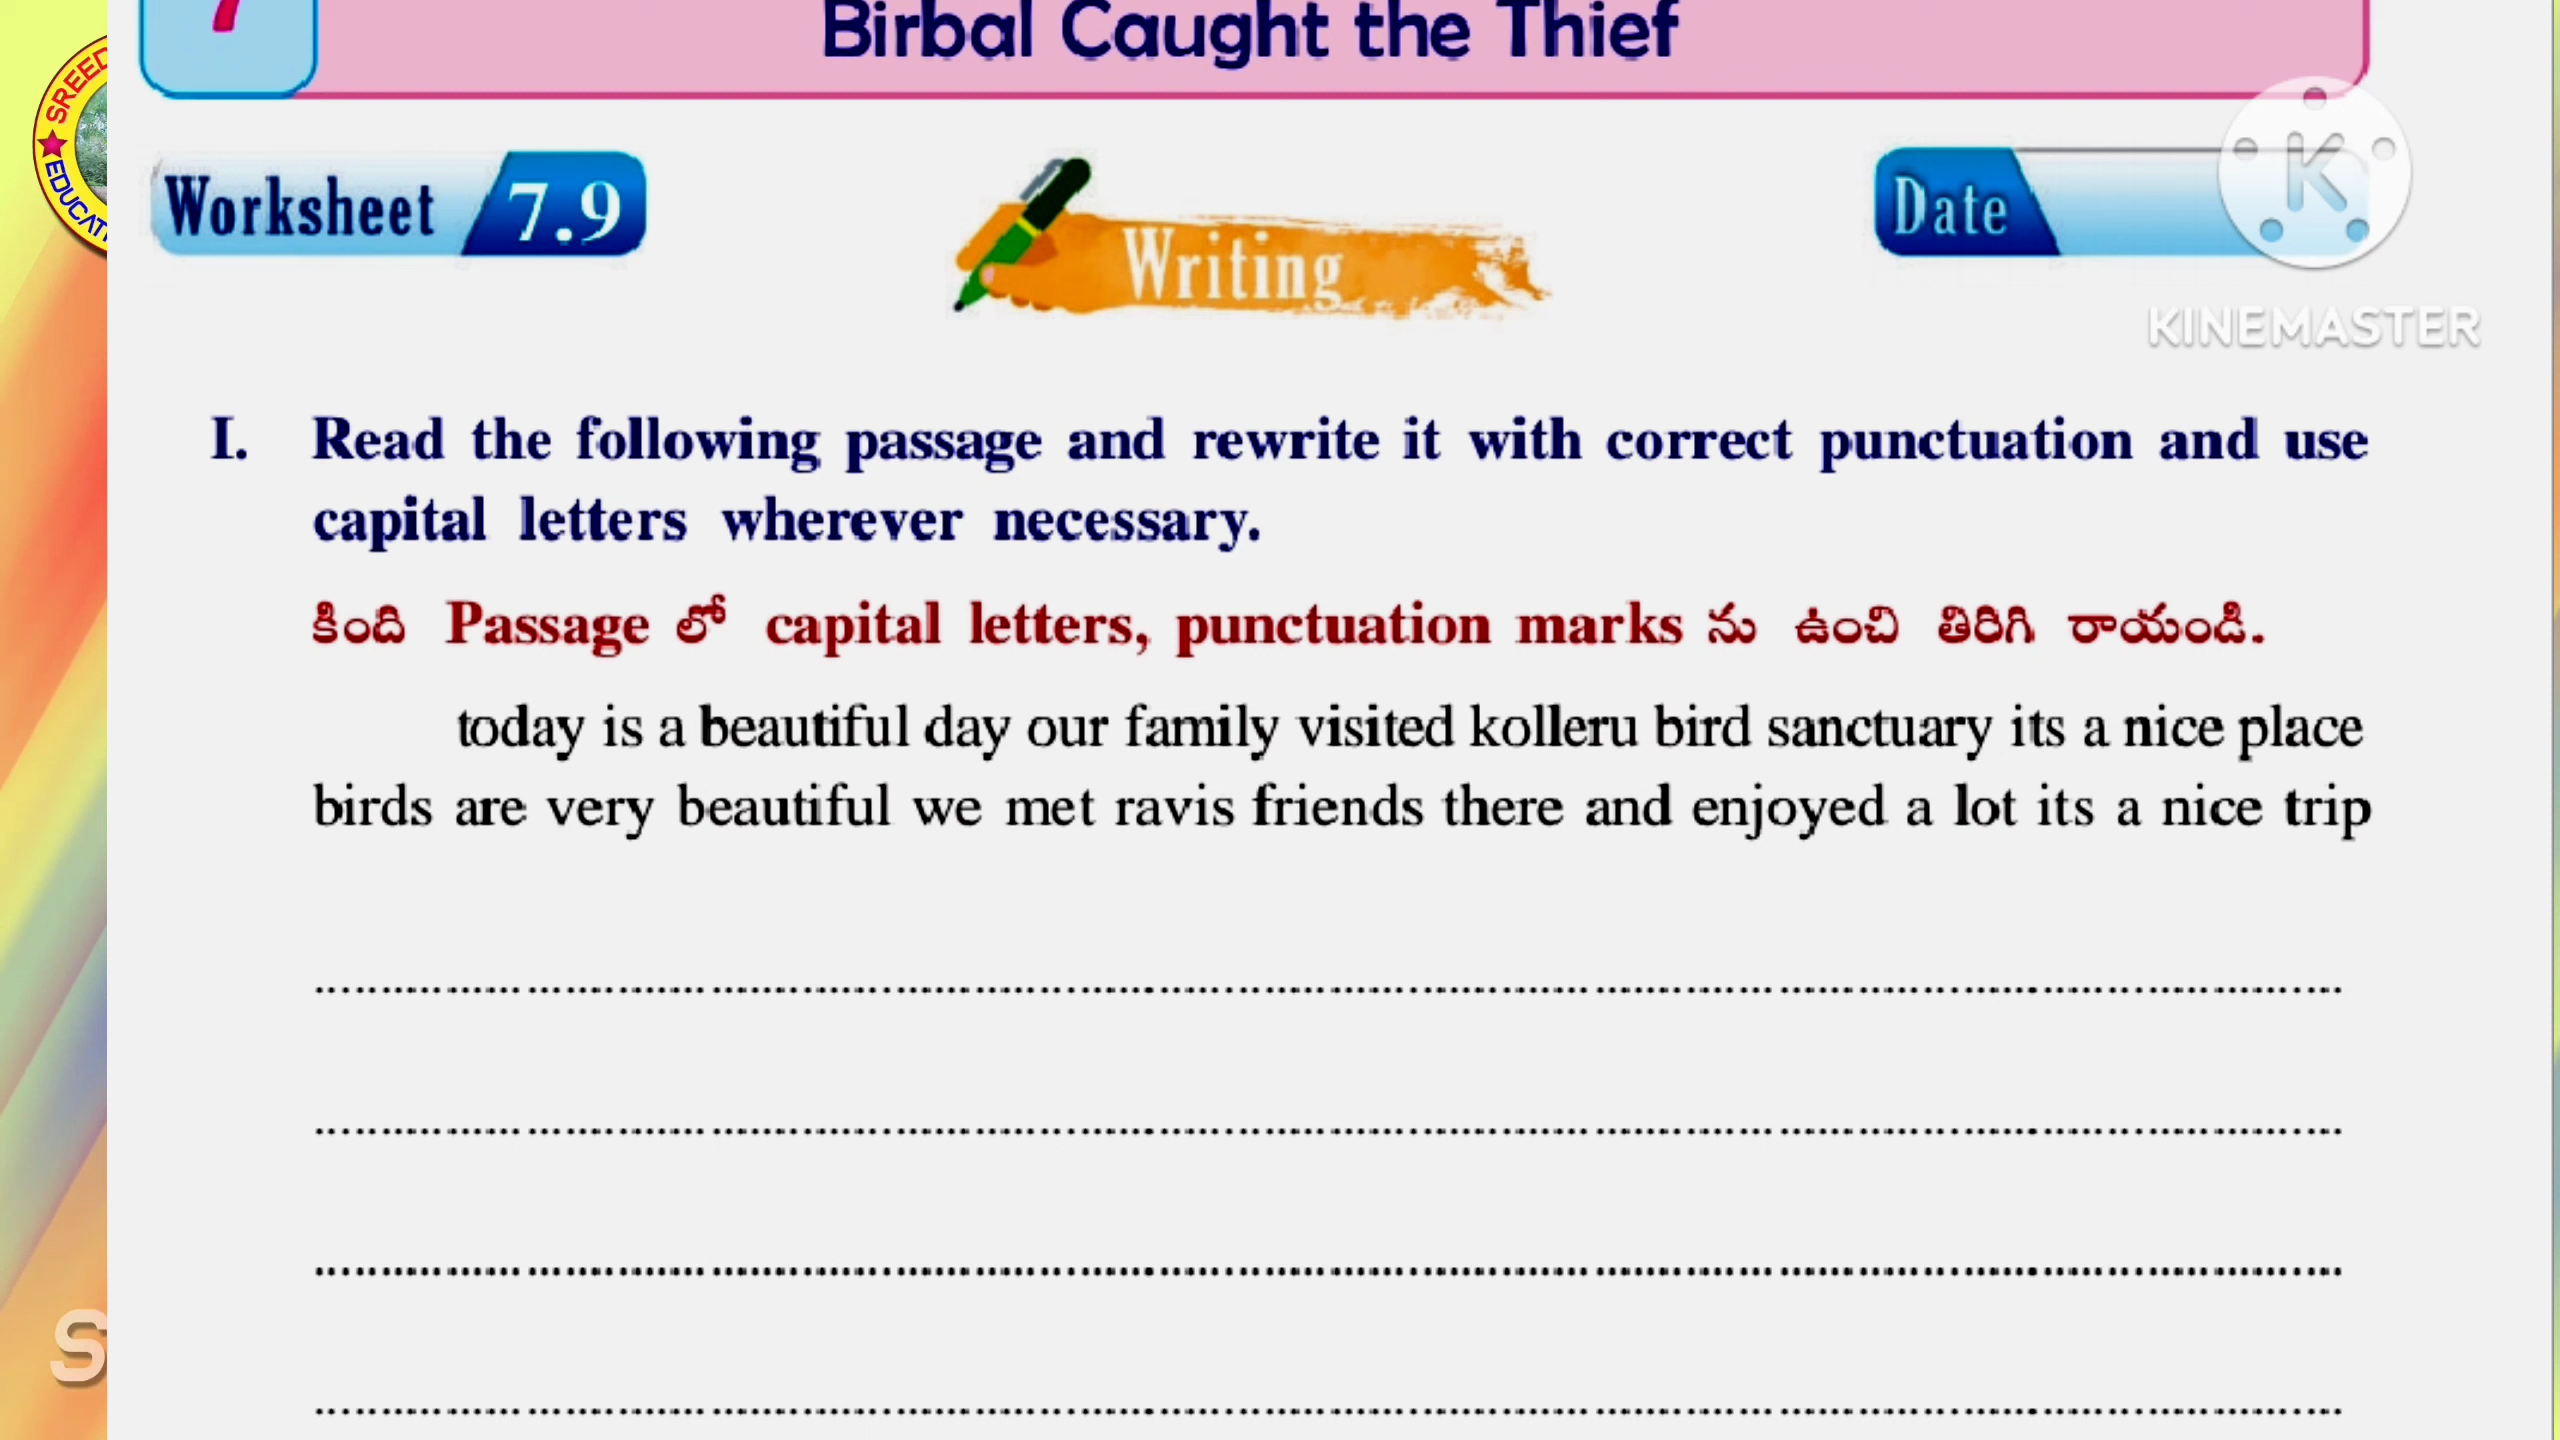 7
Birbal Caught the Thief
SREED
EDUCAT
Worksheet 7.9
Writing
Date
K
KINEMASTER
I. Read the following passage and rewrite it with correct punctuation and use
capital letters wherever necessary.
కింది Passage లో capital letters, punctuation marks ను ఉంచి తిరిగి రాయండి.
today is a beautiful day our family visited kolleru bird sanctuary its a nice place
birds are very beautiful we met ravis friends there and enjoyed a lot its a nice trip
S